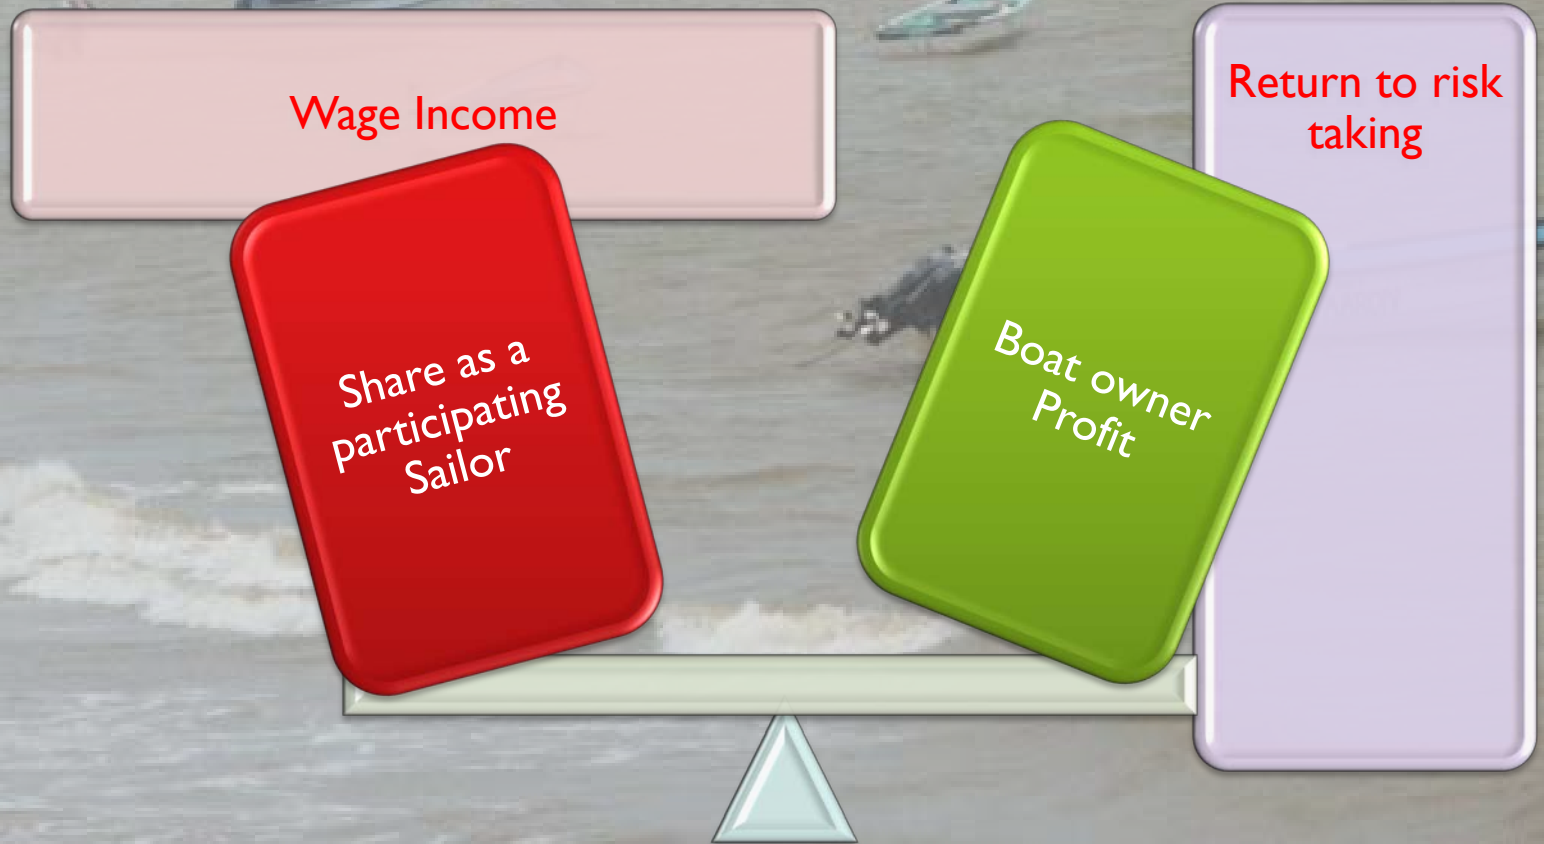 Wage Income
Return to risk
taking
Share as a
participating
Sailor
Boat owner
Profit